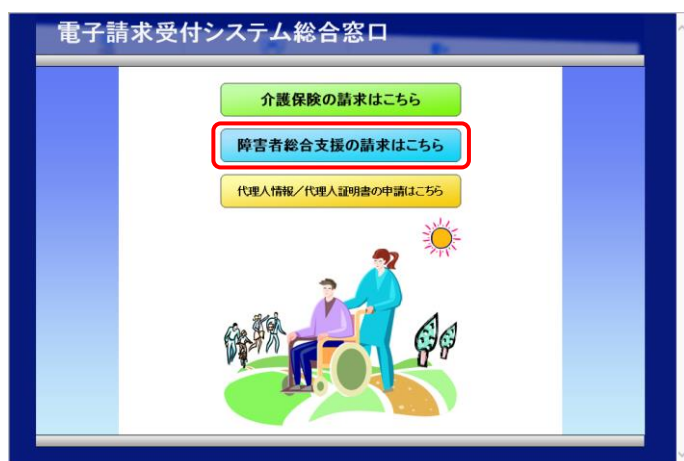 電子請求受付システム総合窓口
介護保険の請求はこちら
障害者総合支援の請求はこちら
代理人情報／代理人証明書の申請はこちら